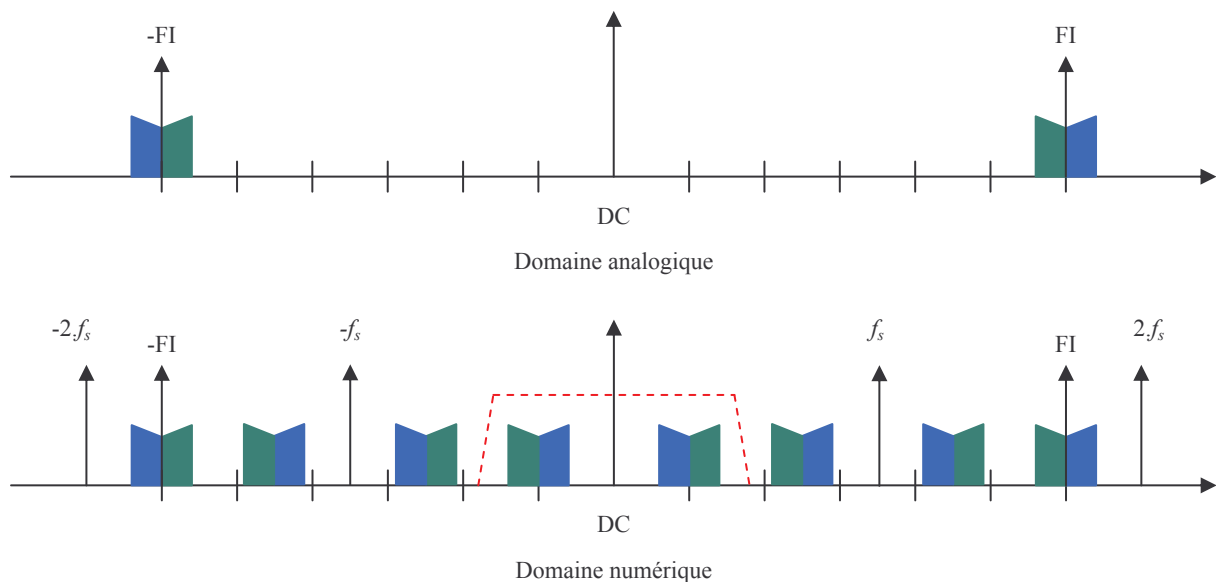 -FI
FI
DC
Domaine analogique
-2.fs
-FI
-fs
fs
FI
2.fs
DC
Domaine numérique